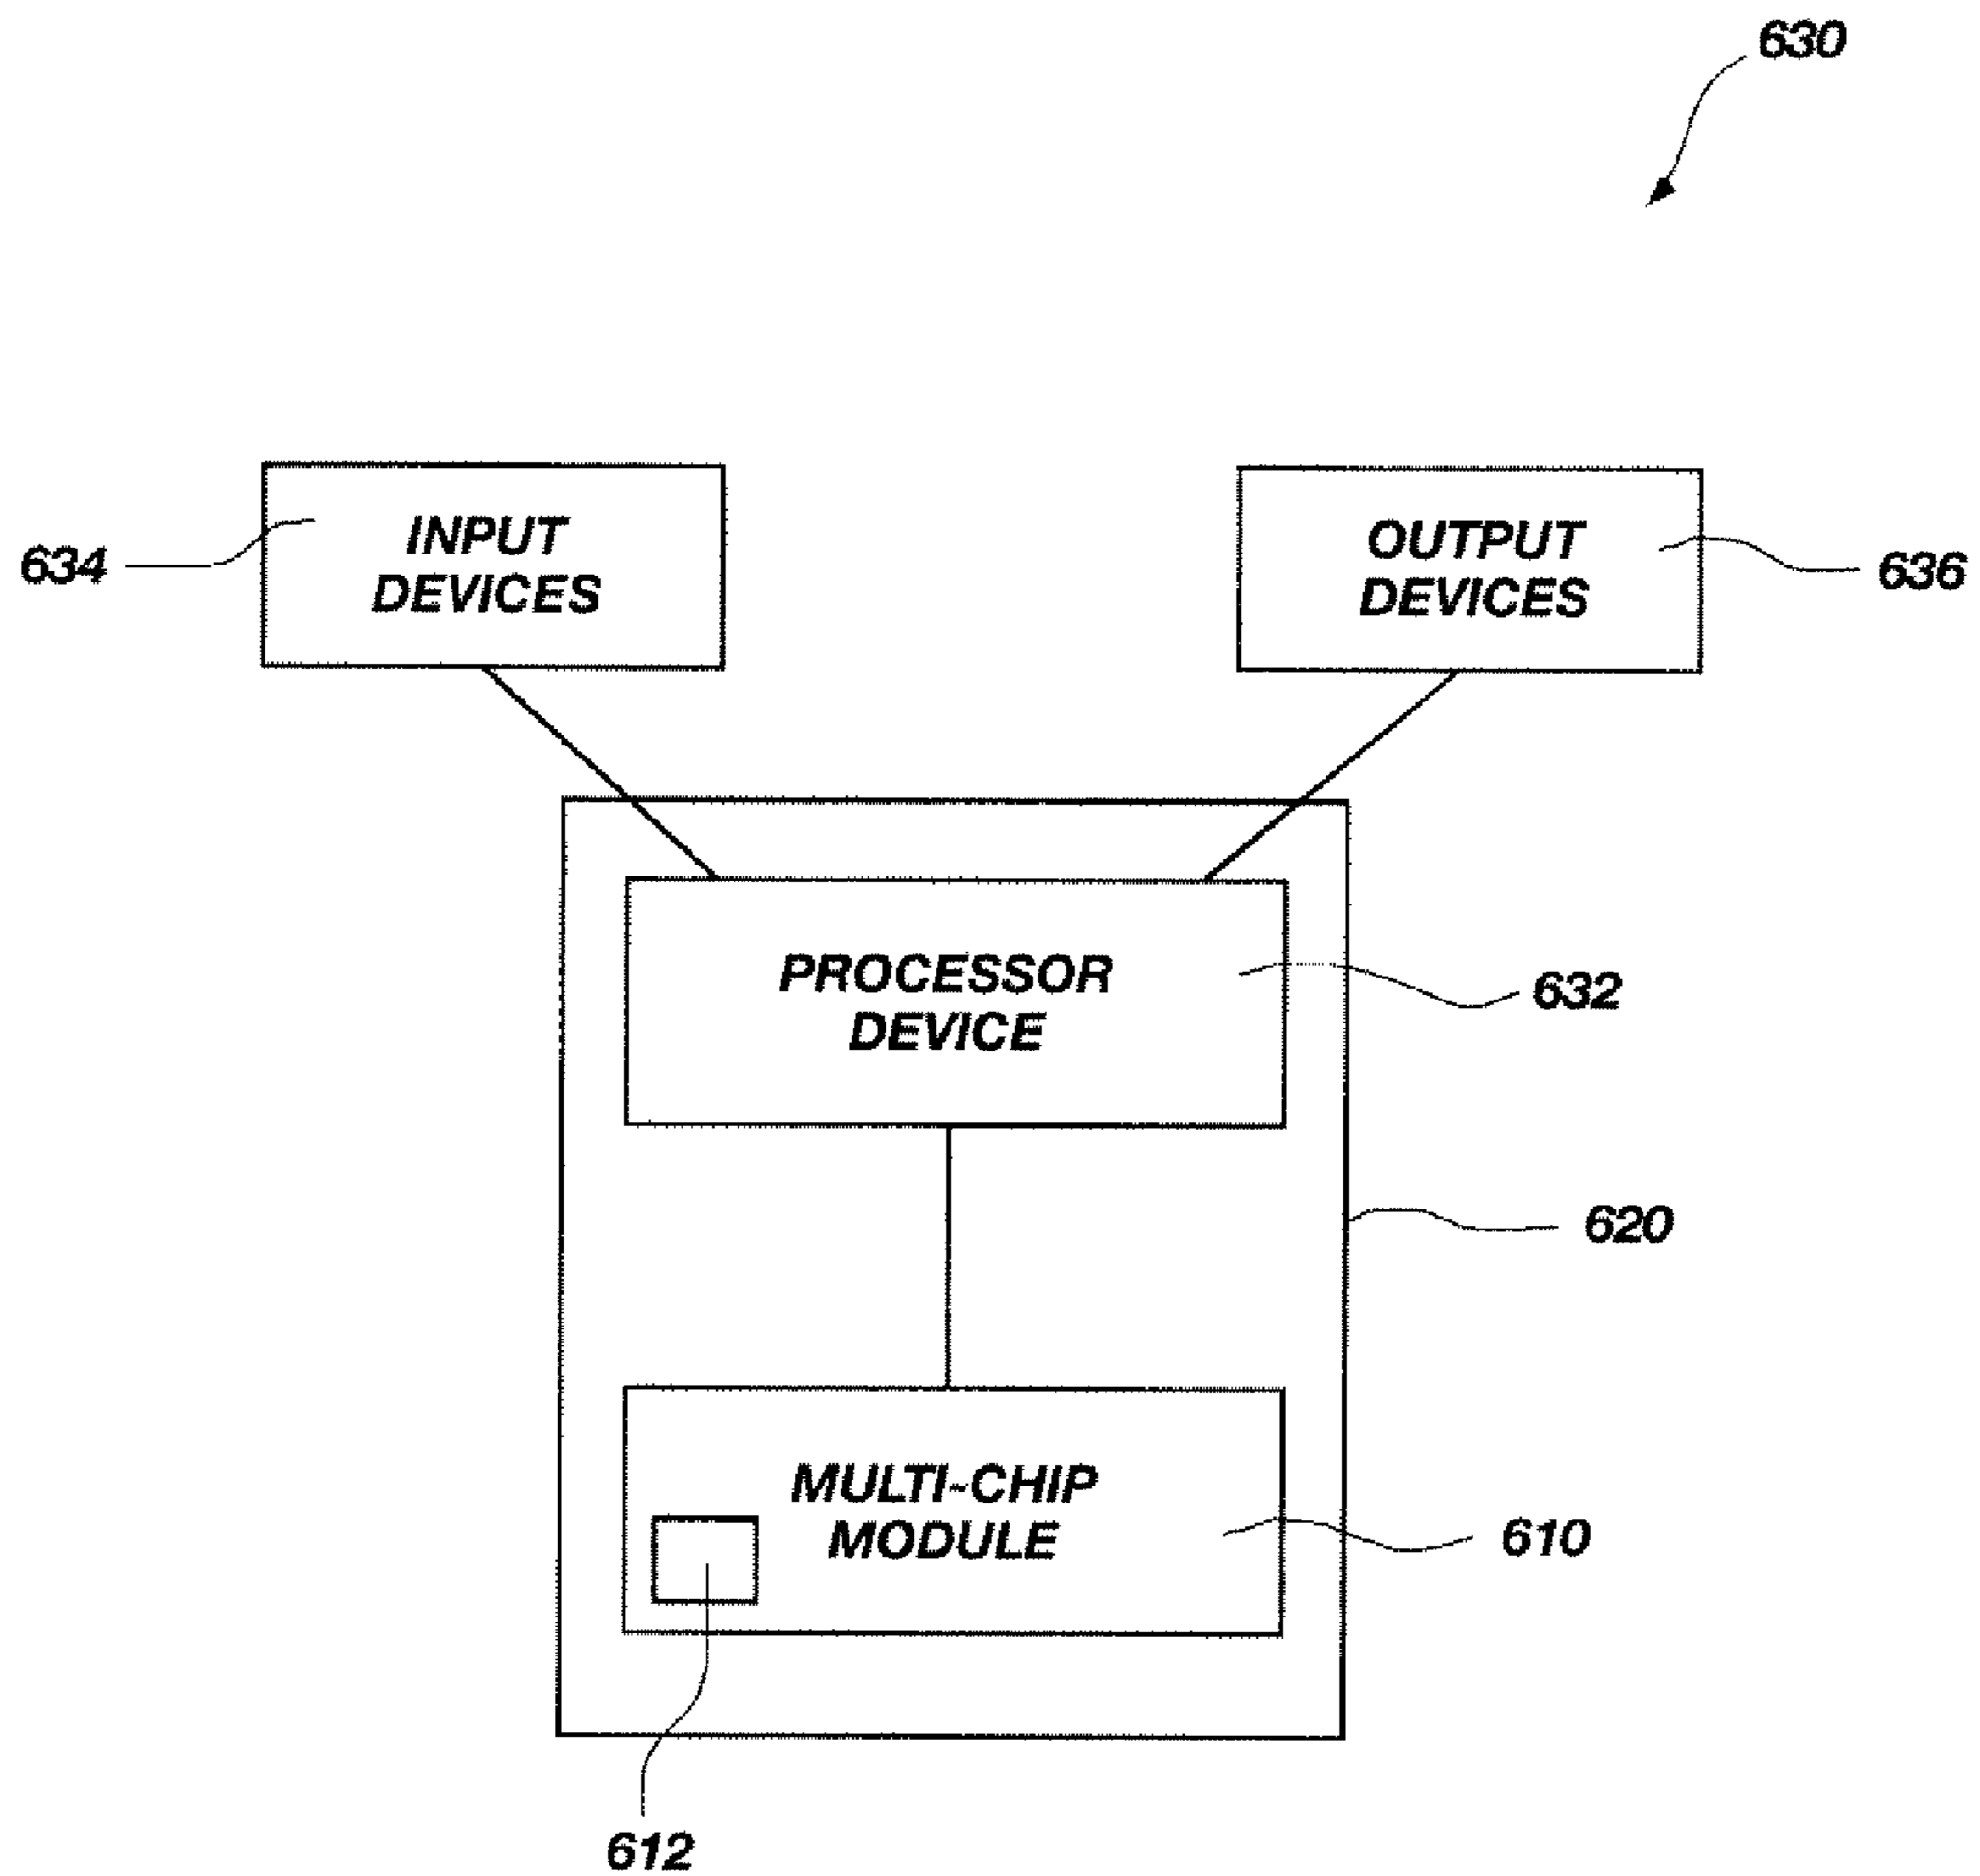 630
634
INPUT
DEVICES
OUTPUT
DEVICES
636
PROCESSOR
DEVICE
632
620
MULTI-CHIP
MODULE
610
612